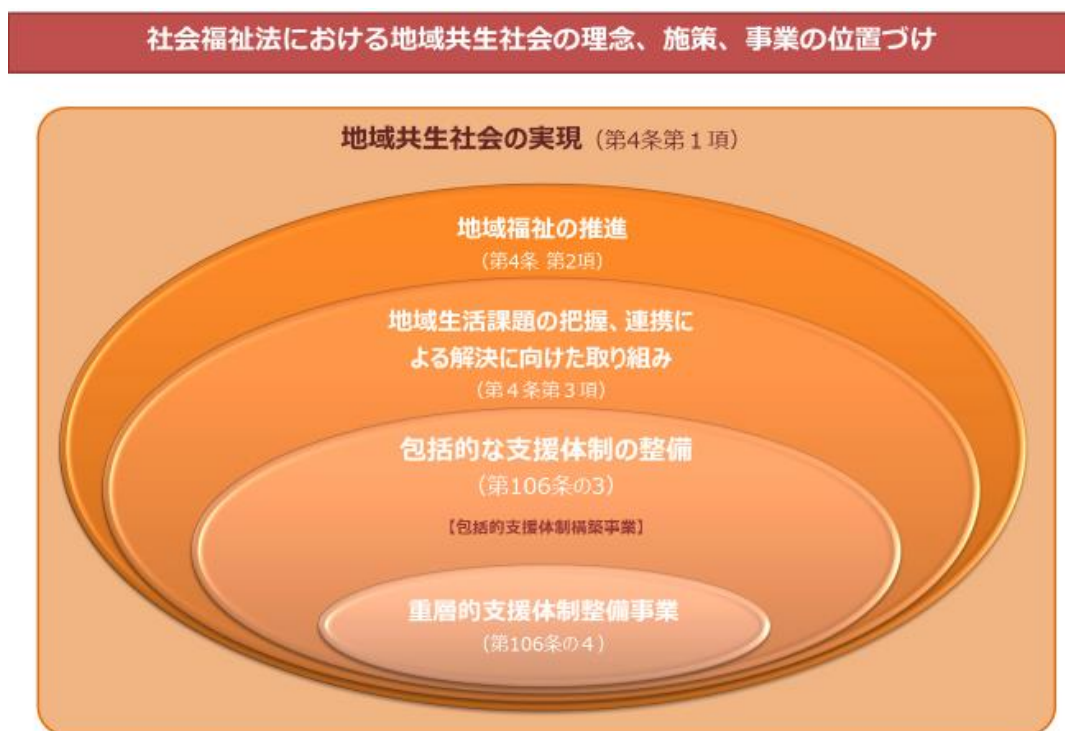 社会福祉法における地域共生社会の理念、施策、事業の位置づけ
地域共生社会の実現（第4条第１項）
地域福祉の推進
（第4条 第2項）
地域生活課題の把握、連携に
よる解決に向けた取り組み
（第４条第３項）
包括的な支援体制の整備
（第106条の3）
【包括的支援体制構築事業】
重層的支援体制整備事業
（第106条の４）